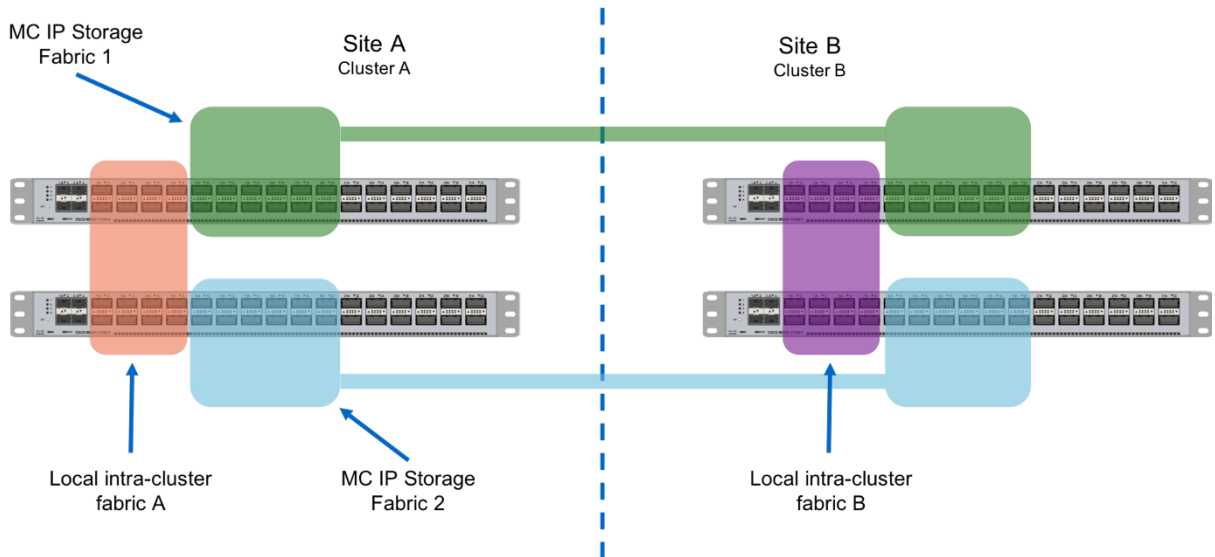 MC IP Storage
Fabric 1
Site A
Cluster A
Site B
Cluster B
Local intra-cluster
fabric A
MC IP Storage
Fabric 2
Local intra-cluster
fabric B